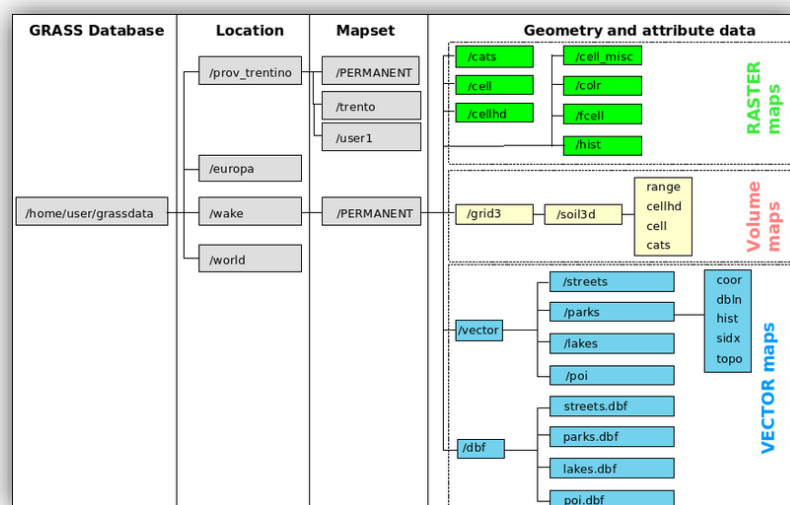 GRASS Database
Location
Mapset
Geometry and attribute data
/home/user/grassdata
/prov_trentino
/europa
/wake
/world
/PERMANENT
/trento
/user1
/PERMANENT
/cats
/cell
/cellhd
/cell_misc
/colr
/fcell
/hist
RASTER
maps
/grid3
/soil3d
range
cellhd
cell
cats
Volume
maps
/vector
/streets
/parks
/lakes
/poi
coor
dbln
hist
sidx
topo
/dbf
streets.dbf
parks.dbf
lakes.dbf
poi.dbf
VECTOR maps